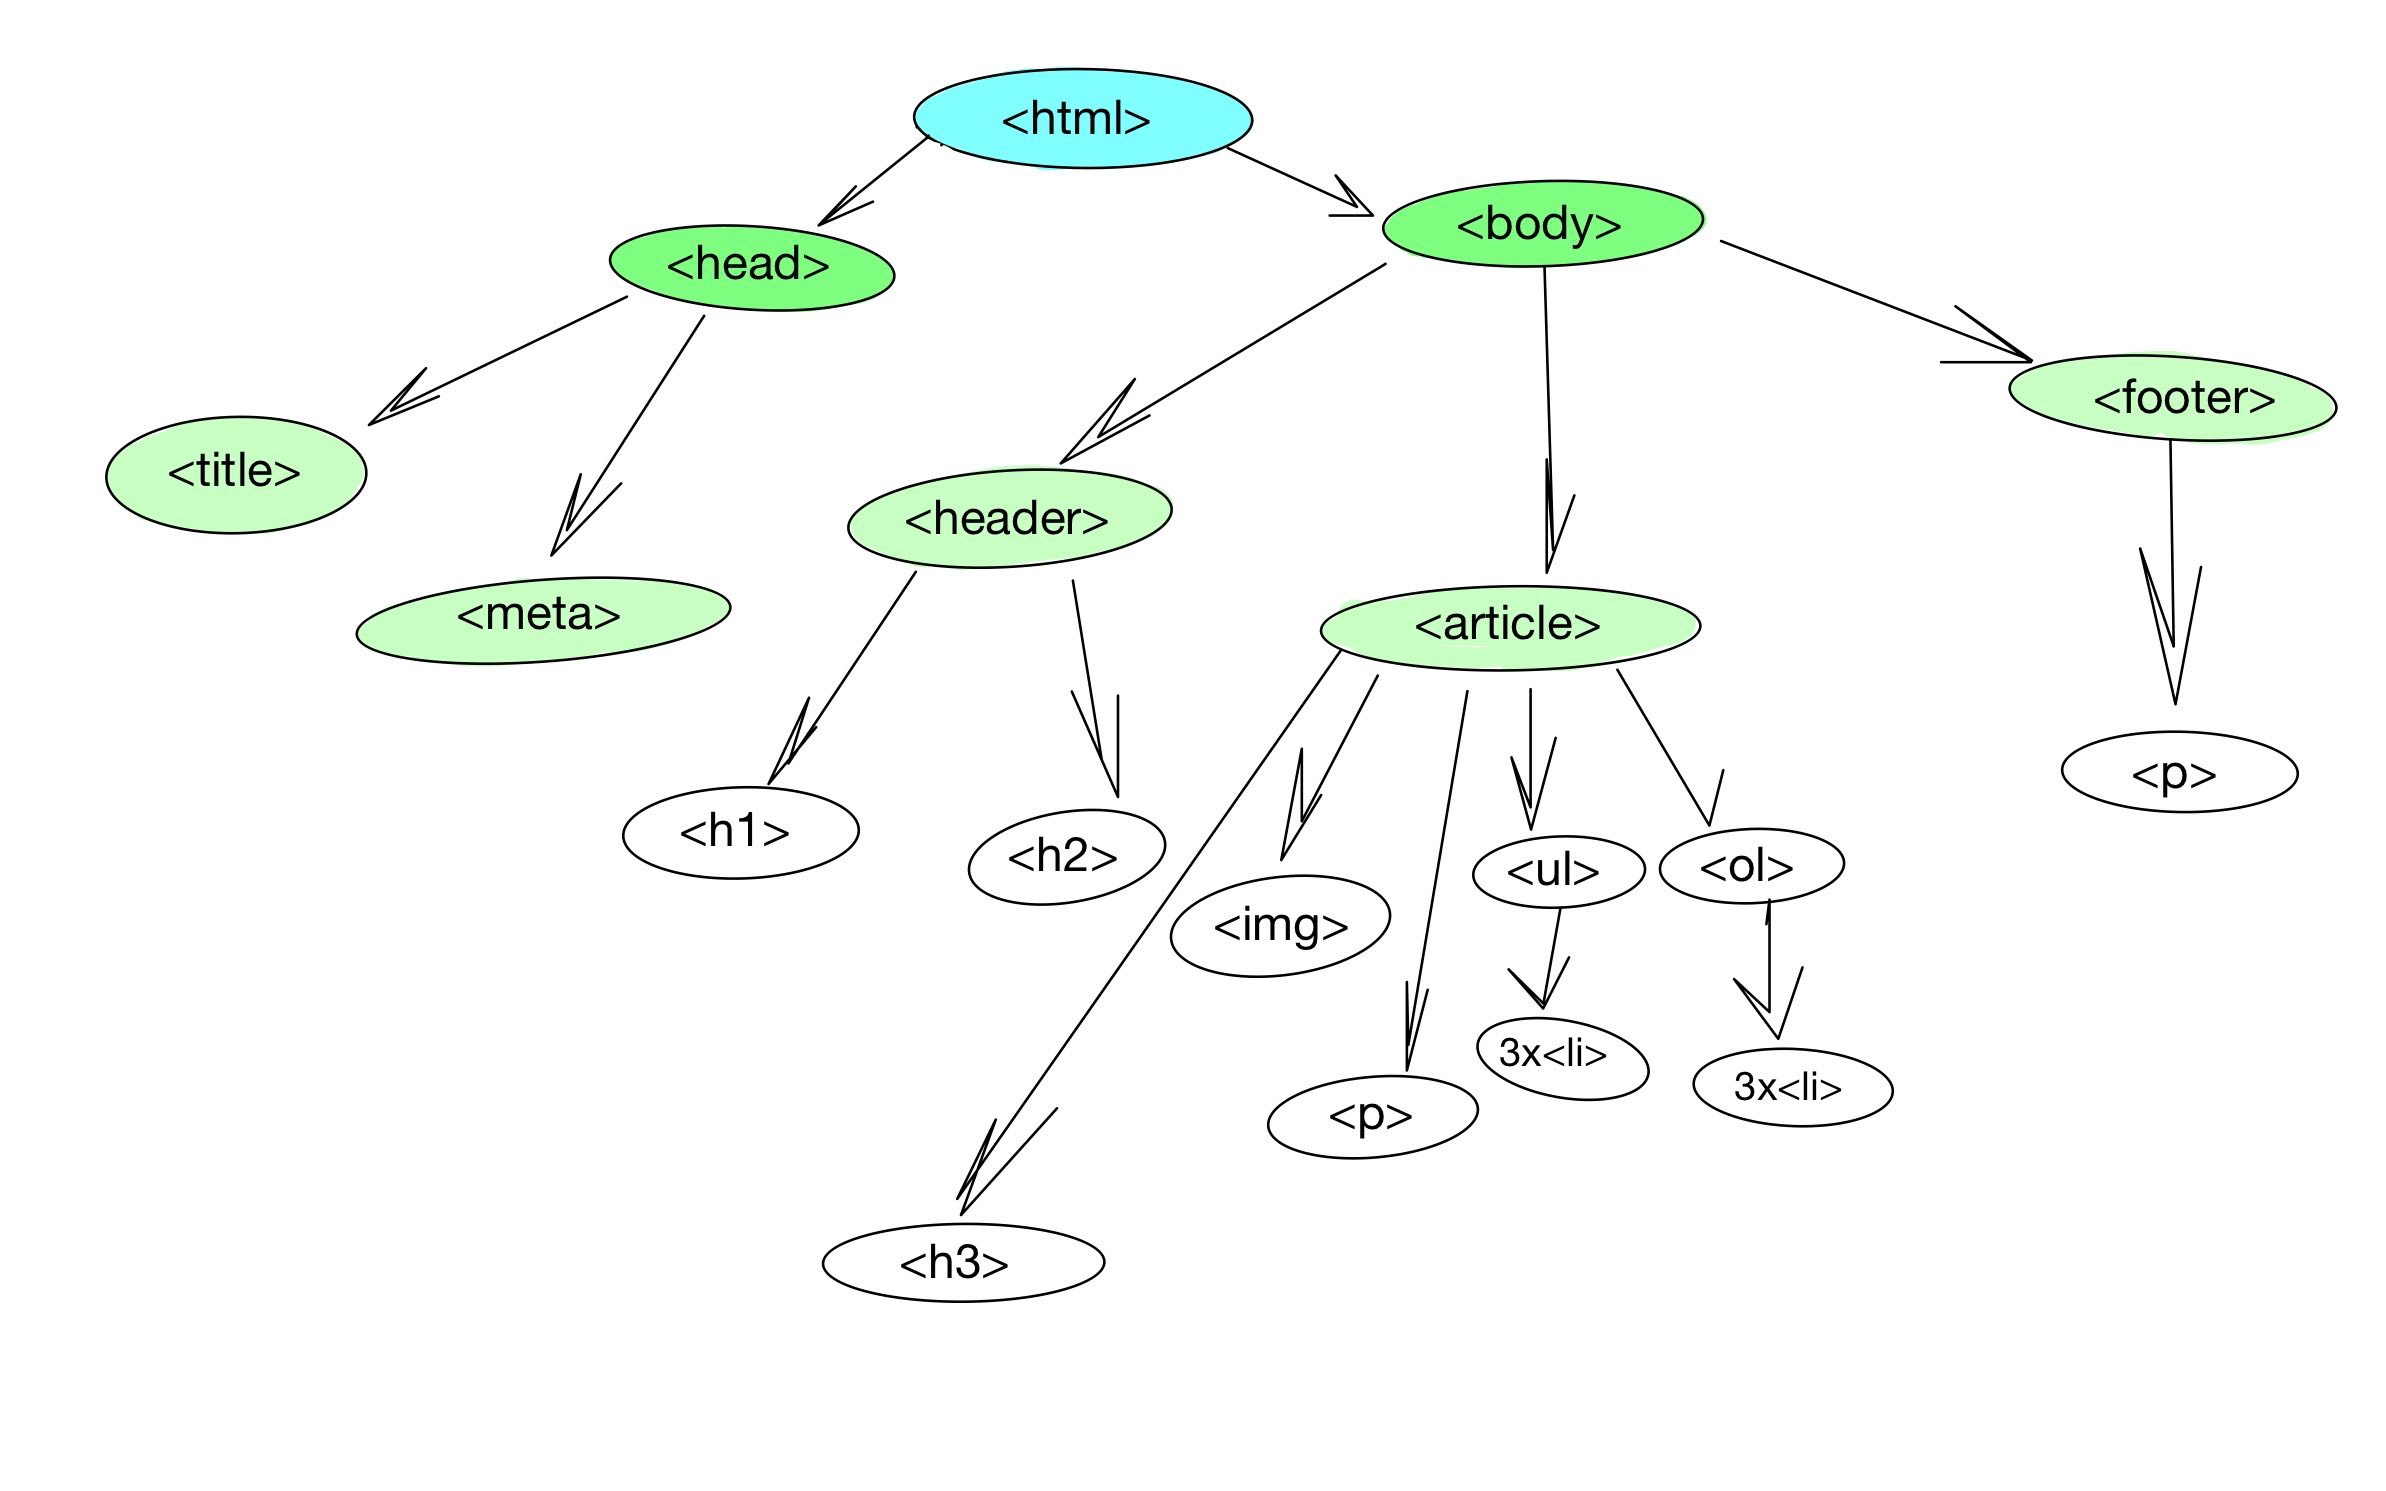 <html>
<body>
<head>
<footer>
<title>
<header>
<meta>
<article>
<p>
<h1>
<h2>
<ul>
<ol>
<img>
3x<li>
3x<li>
<p>
<h3>